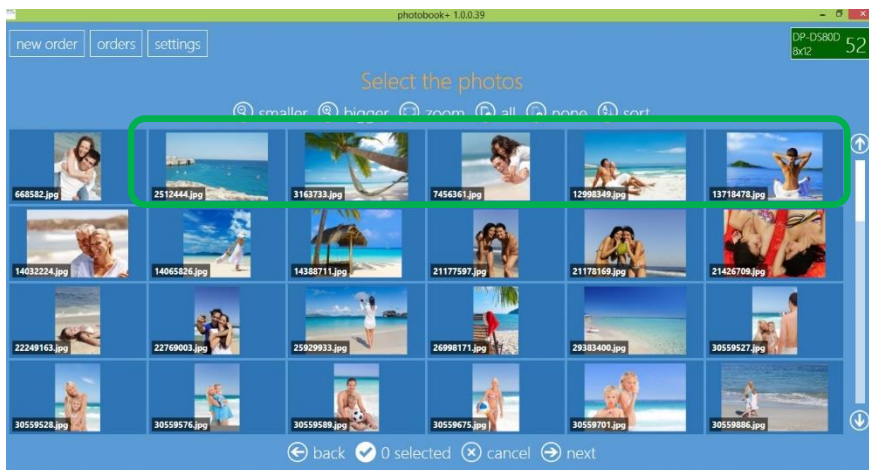 photobook+ 1.0.0.39
new order orders settings
DP-DS80D
8x12
52
Select the photos
smaller bigger zoom all none sort
668582.jpg 2512444.jpg 3163733.jpg 7456361.jpg 12998349.jpg 13718478.jpg
14032224.jpg 14065826.jpg 14388711.jpg 21177597.jpg 21178169.jpg 21426709.jpg
22249163.jpg 22769003.jpg 25929933.jpg 26998171.jpg 29383400.jpg 30559527.jpg
30559528.jpg 30559576.jpg 30559589.jpg 30559675.jpg 30559701.jpg 30559886.jpg
back 0 selected cancel next